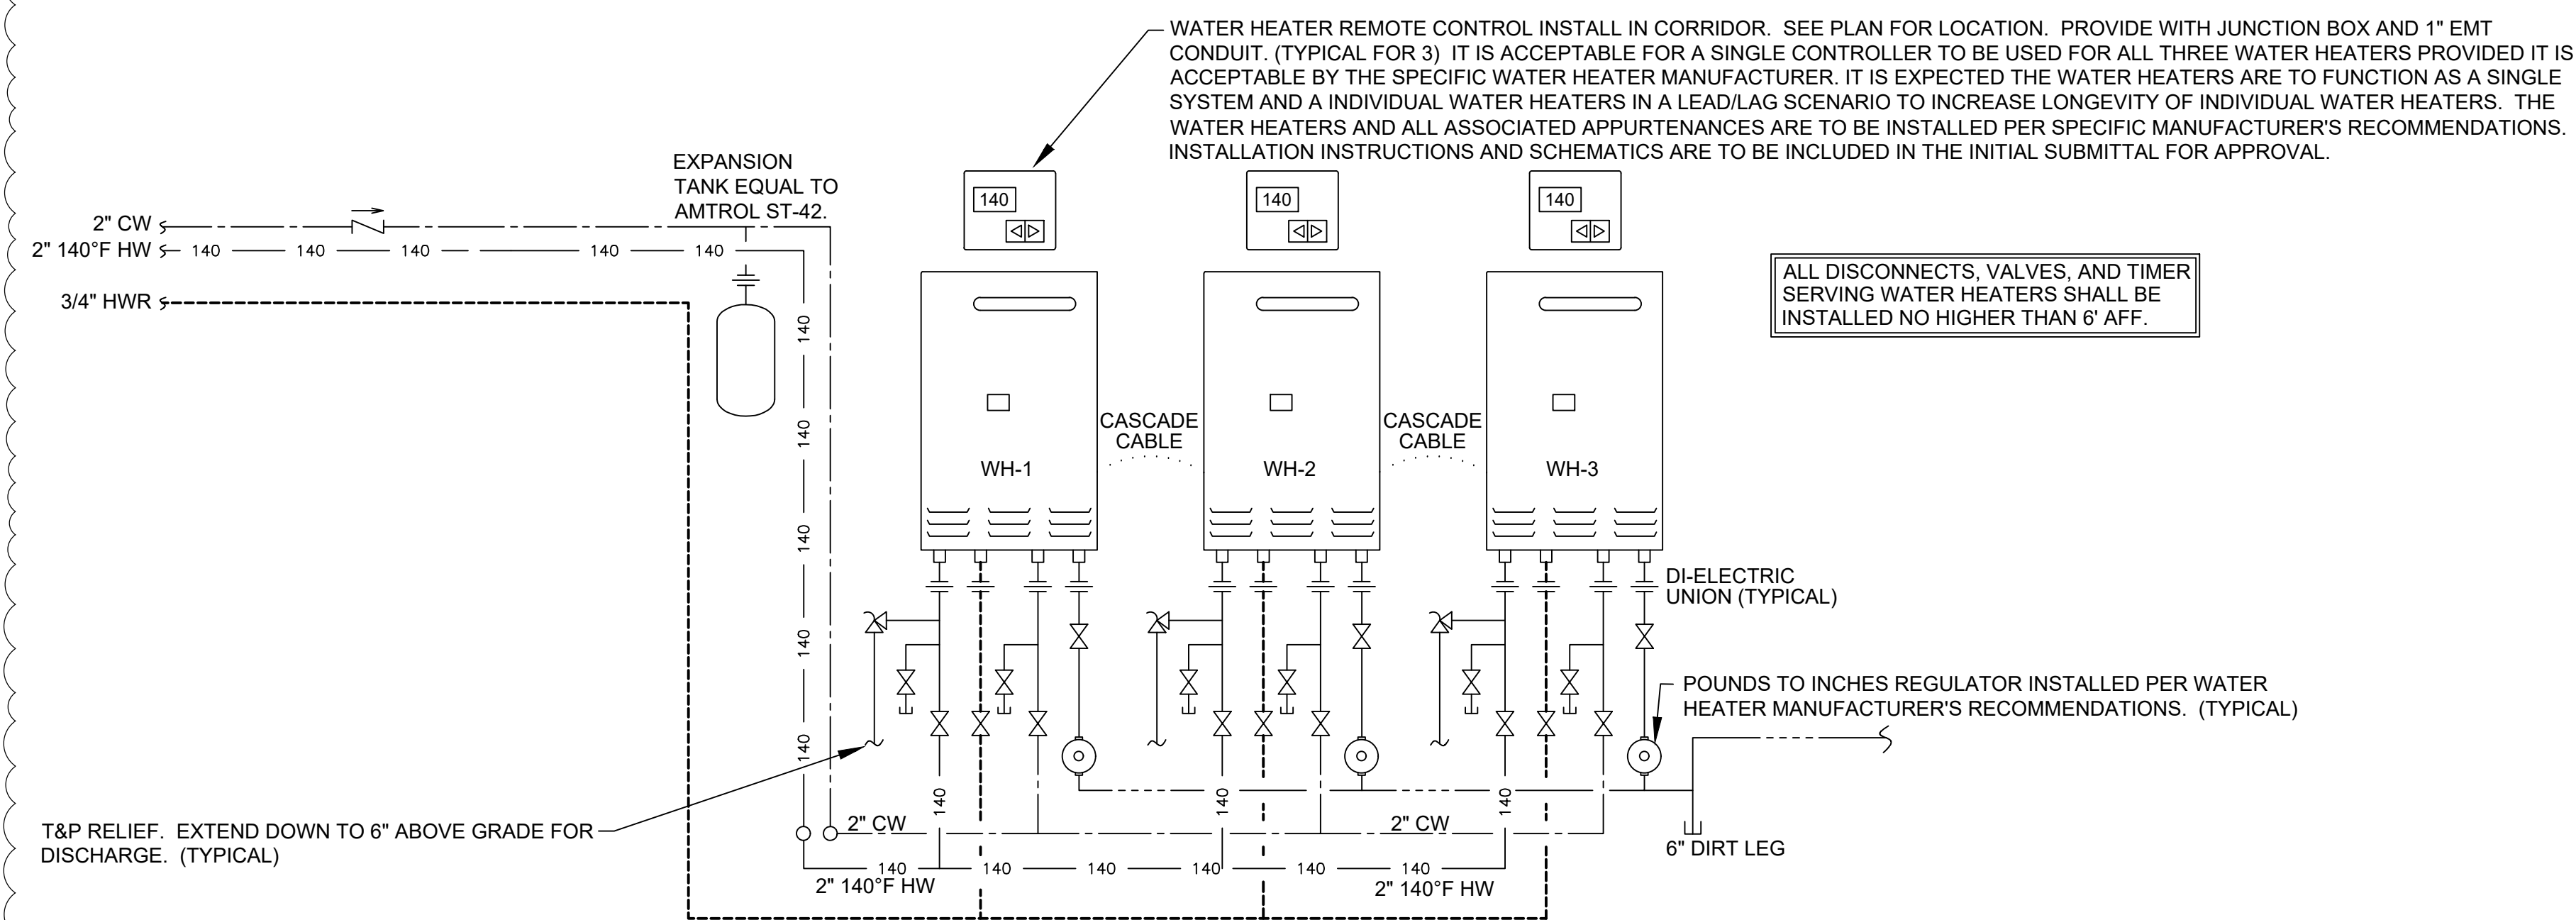 WATER HEATER REMOTE CONTROL INSTALL IN CORRIDOR. SEE PLAN FOR LOCATION. PROVIDE WITH JUNCTION BOX AND 1" EMT
CONDUIT. (TYPICAL FOR 3) IT IS ACCEPTABLE FOR A SINGLE CONTROLLER TO BE USED FOR ALL THREE WATER HEATERS PROVIDED IT IS
ACCEPTABLE BY THE SPECIFIC WATER HEATER MANUFACTURER. IT IS EXPECTED THE WATER HEATERS ARE TO FUNCTION AS A SINGLE
SYSTEM AND A INDIVIDUAL WATER HEATERS IN A LEAD/LAG SCENARIO TO INCREASE LONGEVITY OF INDIVIDUAL WATER HEATERS. THE
WATER HEATERS AND ALL ASSOCIATED APPURTENANCES ARE TO BE INSTALLED PER SPECIFIC MANUFACTURER'S RECOMMENDATIONS.
INSTALLATION INSTRUCTIONS AND SCHEMATICS ARE TO BE INCLUDED IN THE INITIAL SUBMITTAL FOR APPROVAL.
EXPANSION
TANK EQUAL TO
AMTROL ST-42.
140
140
140
2" CW
2" 140°F HW
140
140
140
140
140
3/4" HWR
ALL DISCONNECTS, VALVES, AND TIMER
SERVING WATER HEATERS SHALL BE
INSTALLED NO HIGHER THAN 6' AFF.
140
140
140
140
140
CASCADE
CABLE
CASCADE
CABLE
WH-1
WH-2
WH-3
DI-ELECTRIC
UNION (TYPICAL)
POUNDS TO INCHES REGULATOR INSTALLED PER WATER
HEATER MANUFACTURER'S RECOMMENDATIONS. (TYPICAL)
140
140
140
T&P RELIEF. EXTEND DOWN TO 6" ABOVE GRADE FOR
DISCHARGE. (TYPICAL)
2" CW
2" CW
6" DIRT LEG
140
140
140
140
140
140
2" 140°F HW
2" 140°F HW